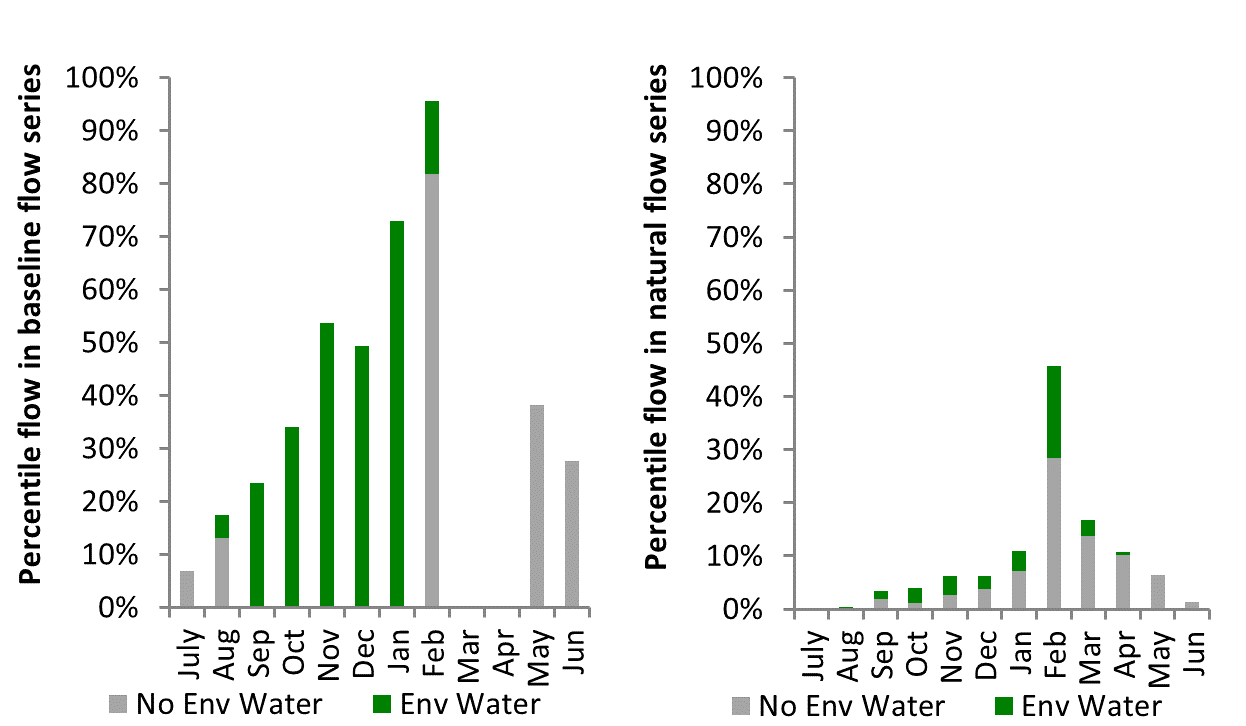 Percentile flow in baseline flow series
100%
90%
80%
70%
60%
50%
40%
30%
20%
10%
0%
July
Aug
Sep
Oct
Nov
Dec
Jan
Feb
Mar
Apr
May
Jun
No Env Water
Env Water
Percentile flow in natural flow series
100%
90%
80%
70%
60%
50%
40%
30%
20%
10%
0%
July
Aug
Sep
Oct
Nov
Dec
Jan
Feb
Mar
Apr
May
Jun
No Env Water
Env Water